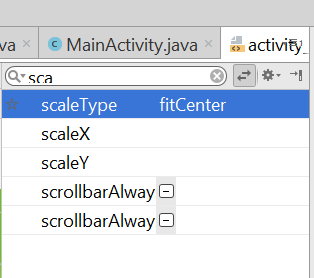 va MainActivity.java activity_
sca
scaleType fitCenter
scaleX
scaleY
scrollbarAlway
scrollbarAlway